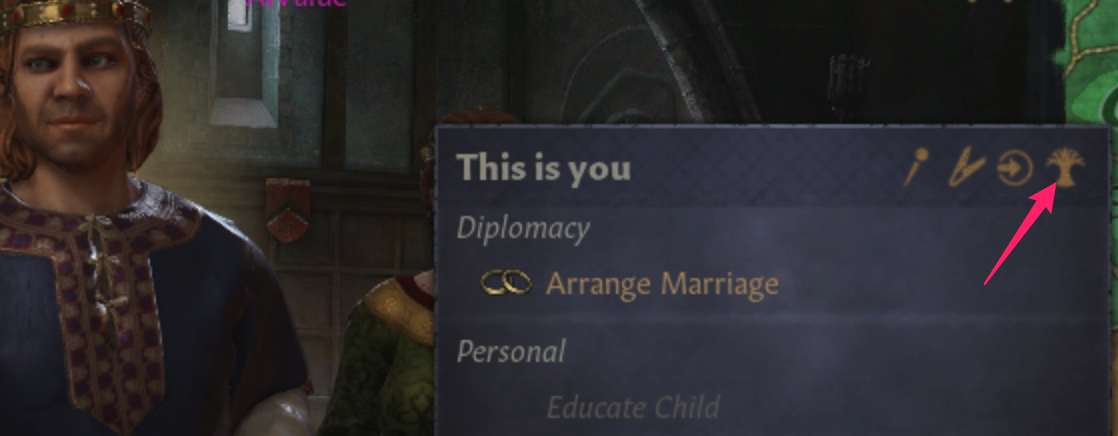 This is you
Diplomacy
Arrange Marriage
Personal
Educate Child